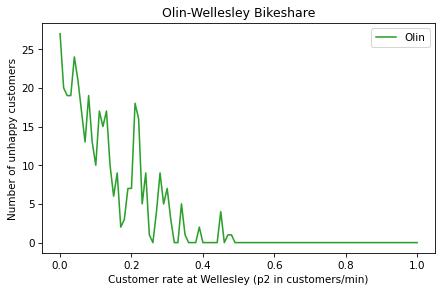 Olin-Wellesley Bikeshare
Olin
Number of unhappy customers
25
20
15
10
5
0
0.0 0.2 0.4 0.6 0.8 1.0
Customer rate at Wellesley (p2 in customers/min)